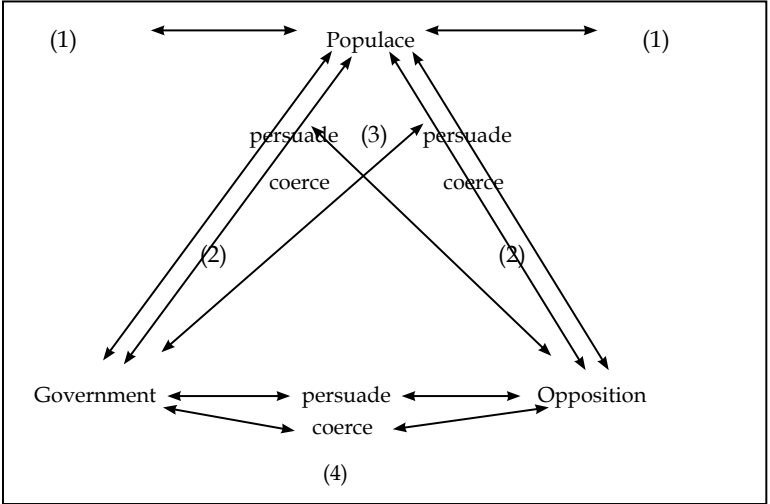 (1) Populace (1)
persuade (3) persuade
coerce coerce
(2) (2)
Government persuade Opposition
coerce
(4)